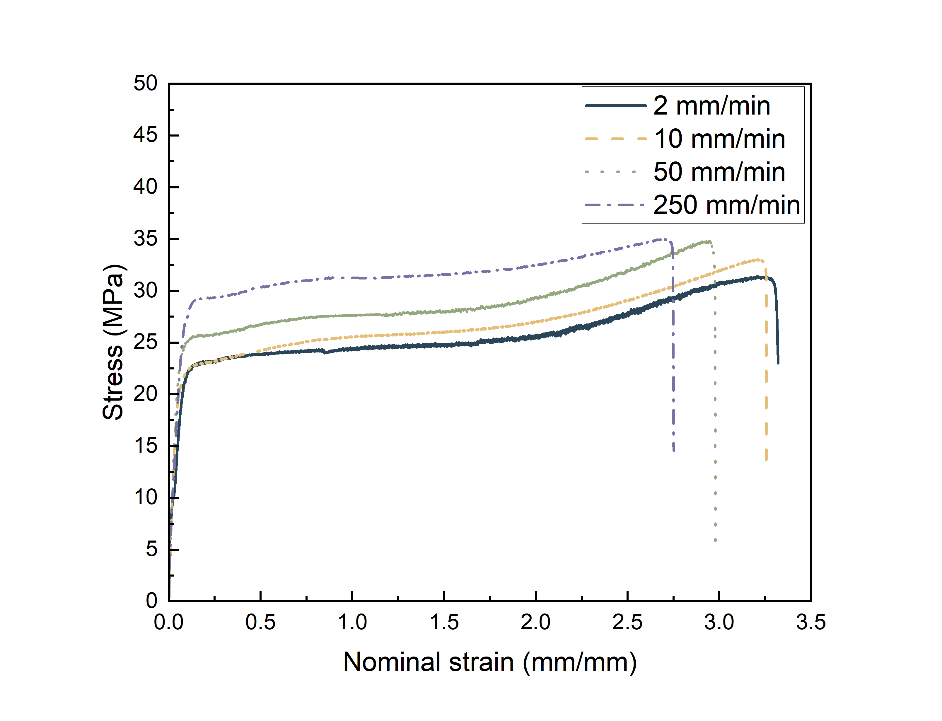 50
45
40
35
30
25
20
15
10
5
0
Stress (MPa)
2 mm/min
10 mm/min
50 mm/min
250 mm/min
0.0 0.5 1.0 1.5 2.0 2.5 3.0 3.5
Nominal strain (mm/mm)